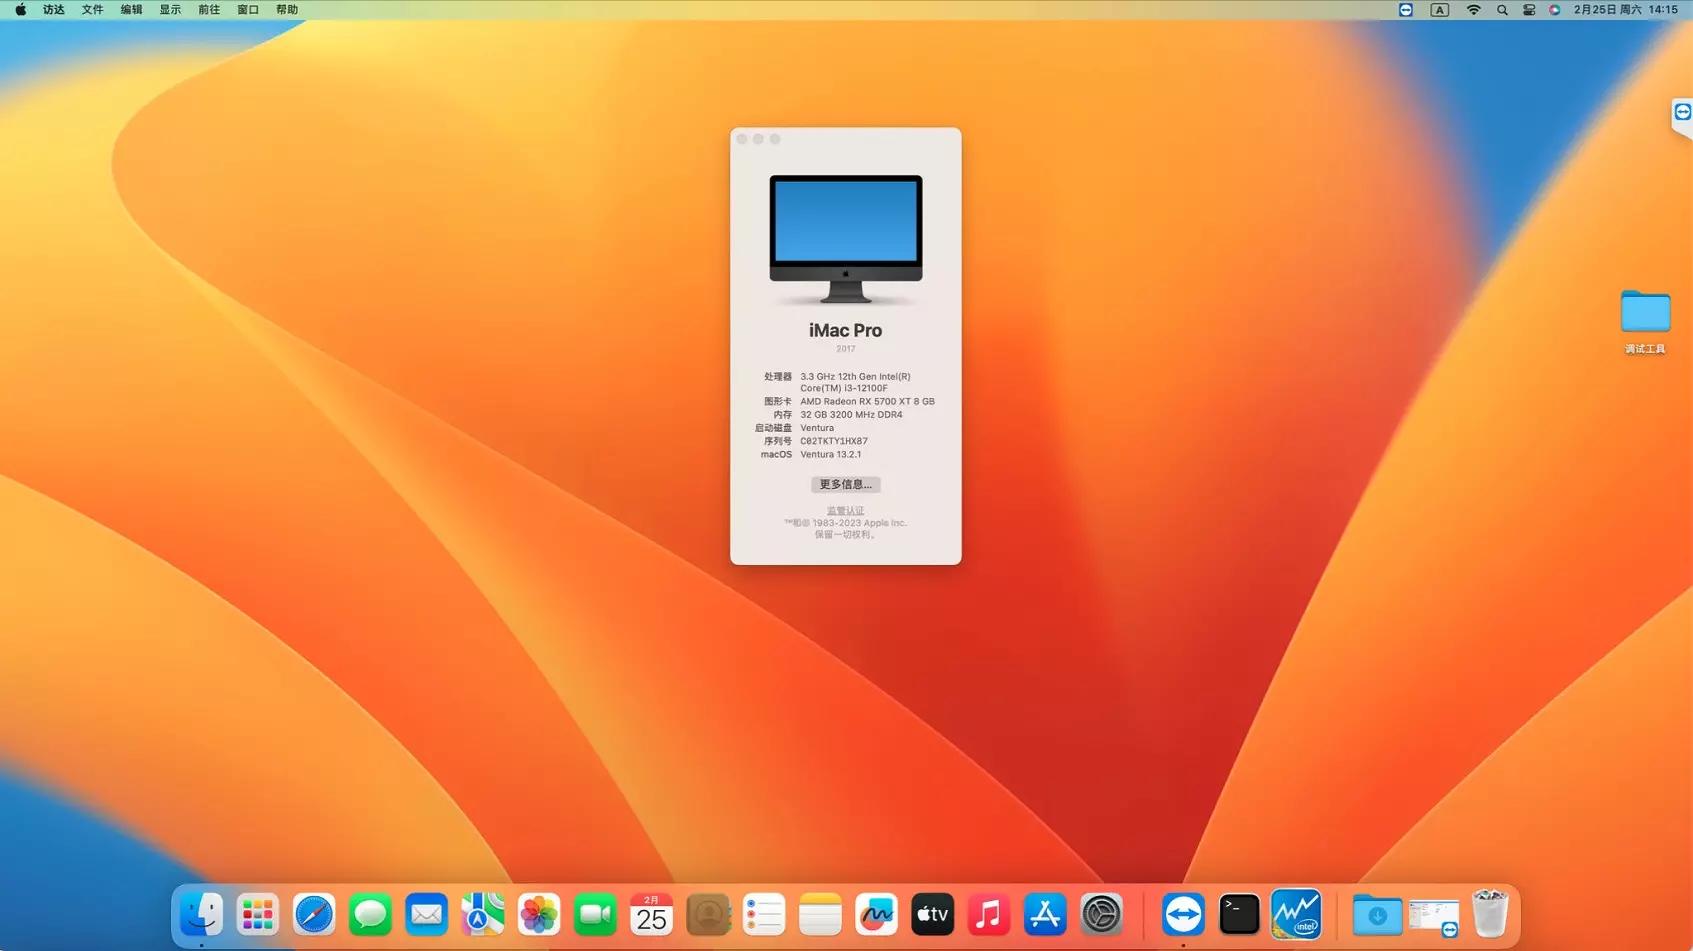 访达 文件 编辑 显示 前往 窗口 帮助
A 2月25日 周六 14:15
iMac Pro
2017
处理器 3.3 GHz 12th Gen Intel(R)
Core(TM) i3-12100F
图形卡 AMD Radeon RX 5700 XT 8 GB
内存 32 GB 3200 MHz DDR4
启动磁盘 Ventura
序列号 C02TKTY1HX87
macOS Ventura 13.2.1
更多信息...
监管认证
™和© 1983-2023 Apple Inc.
保留一切权利。
调试工具
2月
25
tv
>_
intel